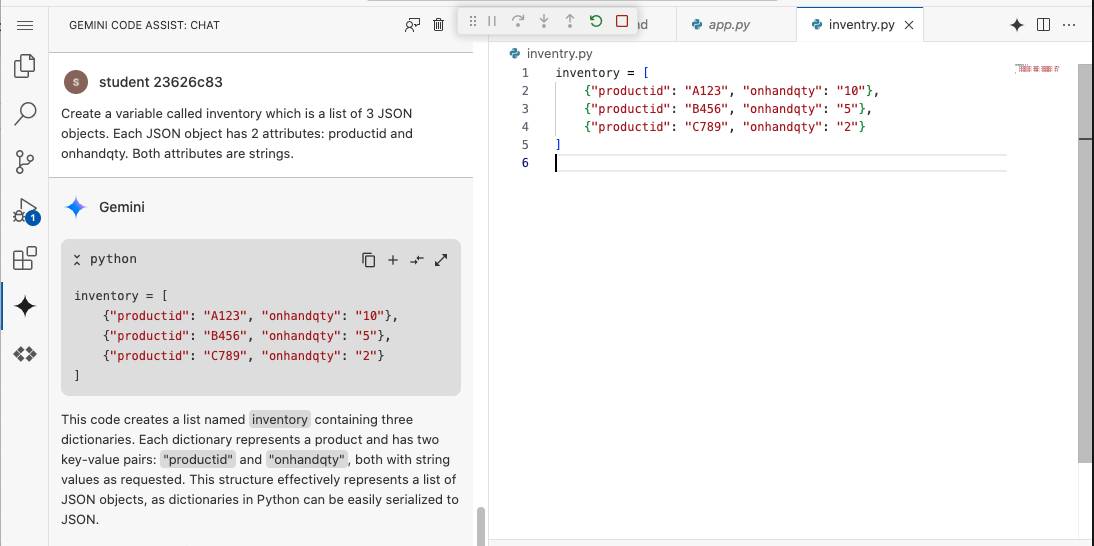 GEMINI CODE ASSIST: CHAT
S
student 23626c83
Create a variable called inventory which is a list of 3 JSON
objects. Each JSON object has 2 attributes: productid and
onhandqty. Both attributes are strings.
Gemini
python
inventory = [
{"productid": "A123", "onhandqty": "10"},
{"productid": "B456", "onhandqty": "5"},
{"productid": "C789", "onhandqty": "2"}
]
This code creates a list named inventory containing three
dictionaries. Each dictionary represents a product and has two
key-value pairs: "productid" and "onhandqty", both with string
values as requested. This structure effectively represents a list of
JSON objects, as dictionaries in Python can be easily serialized to
JSON.
1
nd
app.py
inventry.py
inventry.py
1 inventory = [
2 {"productid": "A123", "onhandqty": "10"},
3 {"productid": "B456", "onhandqty": "5"},
4 {"productid": "C789", "onhandqty": "2"}
5 ]
6